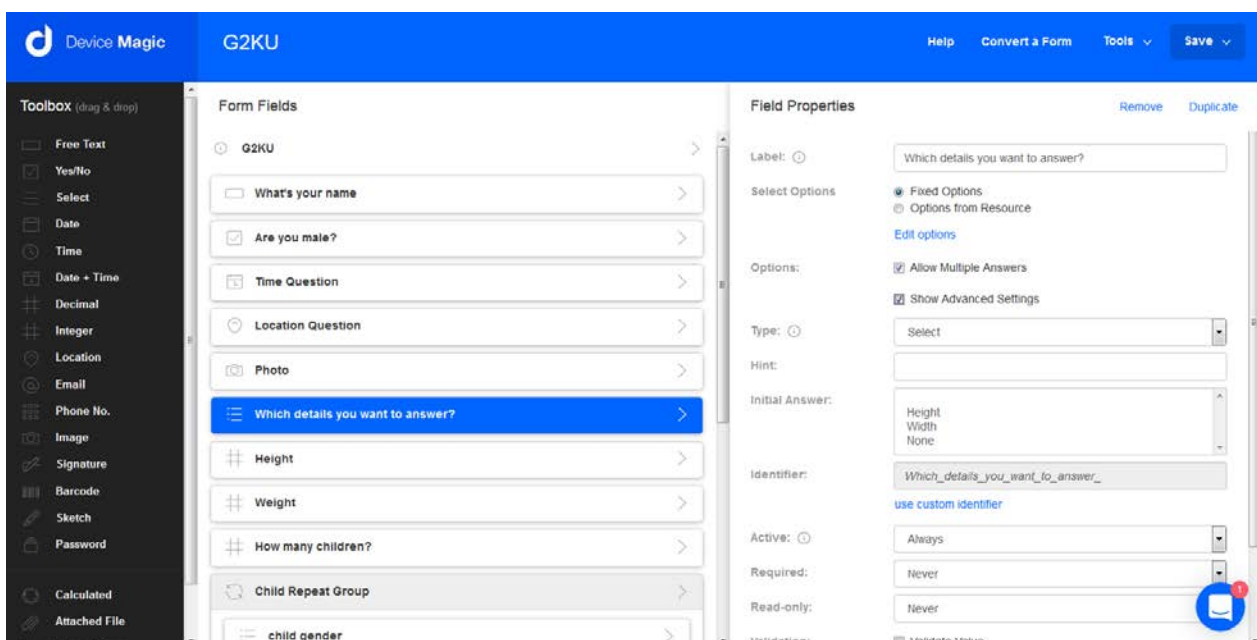 Device Magic
G2KU
Help
Convert a Form
Tools
Save
Toolbox (drag & drop)
Free Text
Yes/No
Select
Date
Time
Date + Time
Decimal
Integer
Location
Email
Phone No.
Image
Signature
Barcode
Sketch
Password
Calculated
Attached File
Form Fields
G2KU
What's your name
Are you male?
Time Question
Location Question
Photo
Which details you want to answer?
Height
Weight
How many children?
Child Repeat Group
child gender
Field Properties
Remove
Duplicate
Label:
Which details you want to answer?
Select Options
Fixed Options
Options from Resource
Edit options
Options:
Allow Multiple Answers
Show Advanced Settings
Type:
Select
Hint:
Initial Answer:
Height
Width
None
Identifier:
Which_details_you_want_to_answer_
use custom identifier
Active:
Always
Required:
Never
Read-only:
Never
1
Validation:
Validate Value